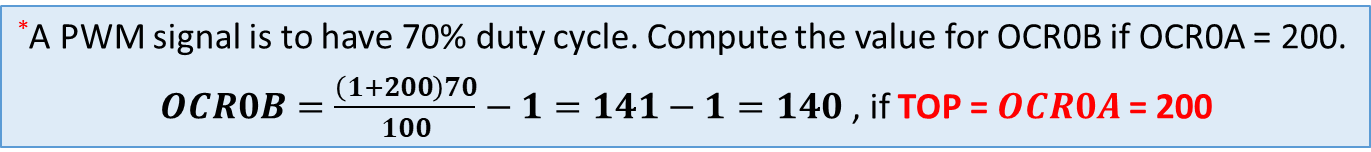 *A PWM signal is to have 70% duty cycle. Compute the value for OCR0B if OCR0A = 200.
OCR0B = (1+200)70/100 − 1 = 141 − 1 = 140 , if TOP = OCR0A = 200